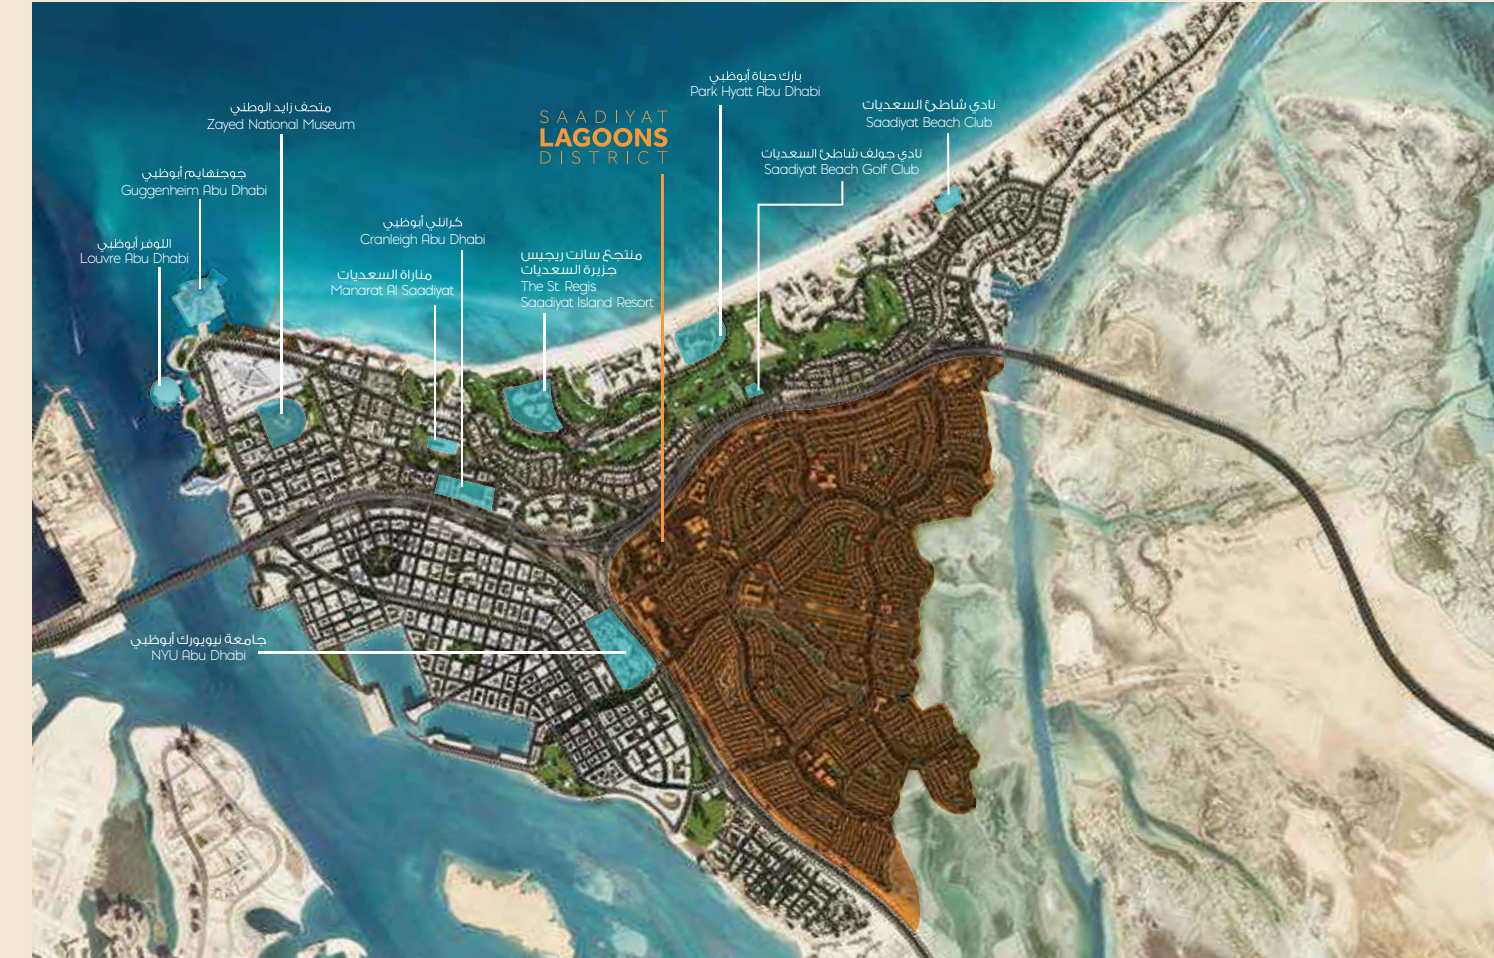 بارك حياة أبوظبي
Park Hyatt Abu Dhabi
نادي شاطئ السعديات
Saadiyat Beach Club
متحف زايد الوطني
Zayed National Museum
SAADIYAT
LAGOONS
DISTRICT
نادي جولف شاطئ السعديات
Saadiyat Beach Golf Club
جوجنهايم أبوظبي
Guggenheim Abu Dhabi
كرانلي أبوظبي
Cranleigh Abu Dhabi
اللوفر أبوظبي
Louvre Abu Dhabi
منتجع سانت ريجيس
جزيرة السعديات
The St. Regis
Saadiyat Island Resort
مناراة السعديات
Manarat Al Saadiyat
جامعة نيويورك أبوظبي
NYU Abu Dhabi